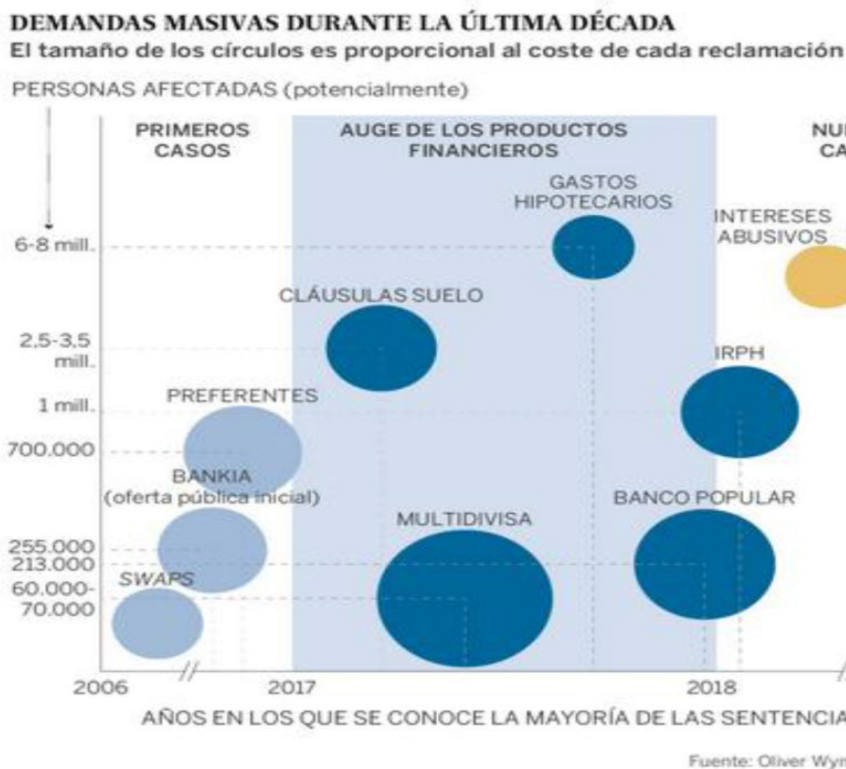 DEMANDAS MASIVAS DURANTE LA ÚLTIMA DÉCADA
El tamaño de los círculos es proporcional al coste de cada reclamación
PERSONAS AFECTADAS (potencialmente)
PRIMEROS
CASOS
AUGE DE LOS PRODUCTOS
FINANCIEROS
GASTOS
HIPOTECARIOS
INTERESES
ABUSIVOS
6-8 mill.
CLÁUSULAS SUELO
2.5-3.5
mill.
IRPH
PREFERENTES
1 mill.
700.000
BANKIA
(oferta pública inicial)
BANCO POPULAR
MULTIDIVISA
255.000
213.000
SWAPS
60.000-
70.000
2006
2017
2018
AÑOS EN LOS QUE SE CONOCE LA MAYORÍA DE LAS SENTENCIA
Fuente: Oliver Wym